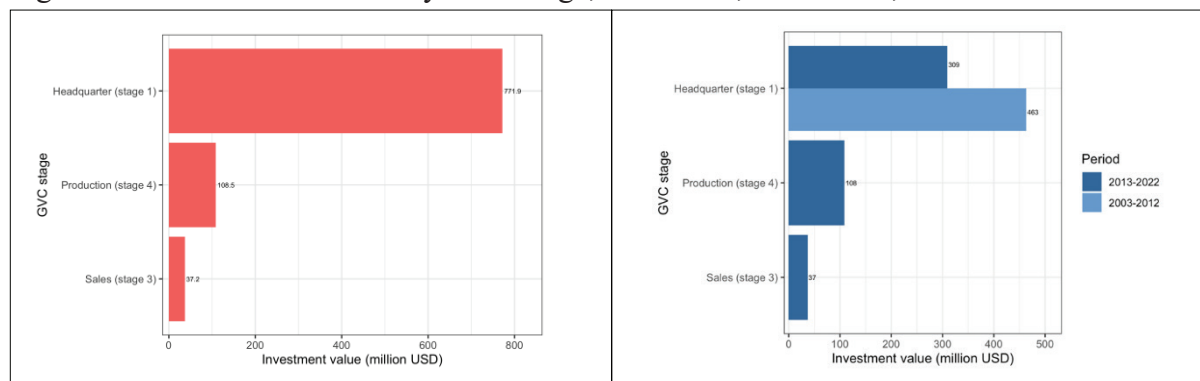 Headquarter (stage 1)
771.9
Production (stage 4)
108.5
Sales (stage 3)
37.2
GVC stage
0
200
400
600
800
Investment value (million USD)
Headquarter (stage 1)
309
463
Production (stage 4)
108
Sales (stage 3)
37
GVC stage
0
100
200
300
400
500
Investment value (million USD)
Period
2013-2022
2003-2012